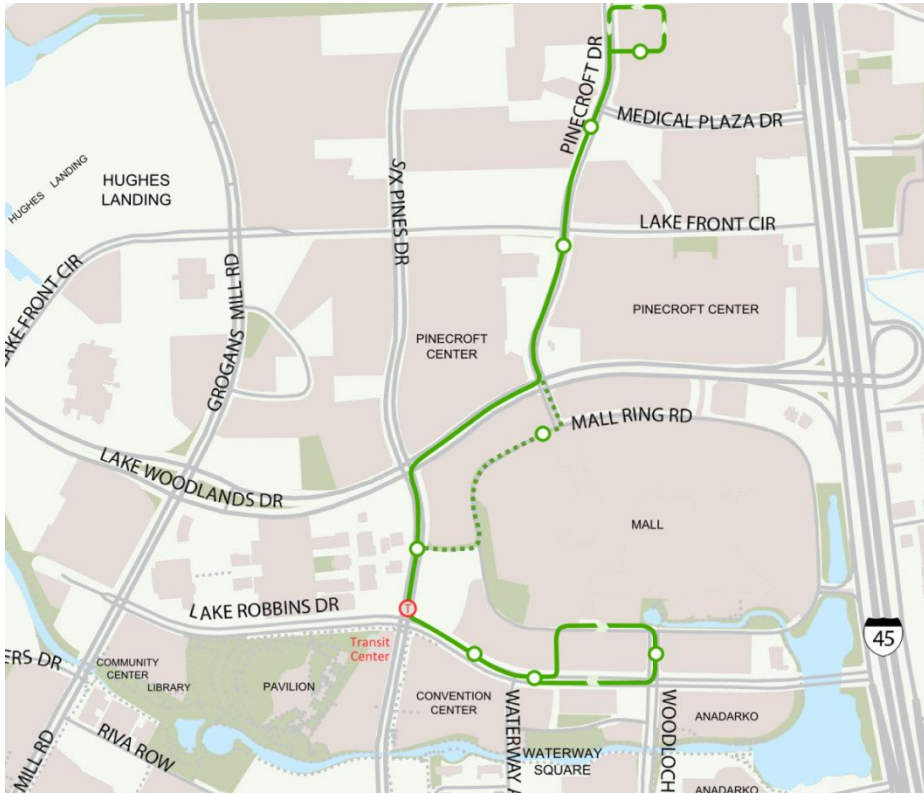 PINECROFT DR
MEDICAL PLAZA DR
SIX PINES DR
HUGHES LANDING
HUGHES
LANDING
LAKE FRONT CIR
LAKE FRONT CIR
GROGANS MILL RD
PINECROFT CENTER
PINECROFT
CENTER
MALL RING RD
LAKE WOODLANDS DR
MALL
LAKE ROBBINS DR
T
Transit
Center
45
ERS DR
COMMUNITY
CENTER
LIBRARY
PAVILION
CONVENTION
CENTER
WATERWAY A
WOODLOCH
ANADARKO
RIVA ROW
MILL RD
WATERWAY
SQUARE
ANADARKO